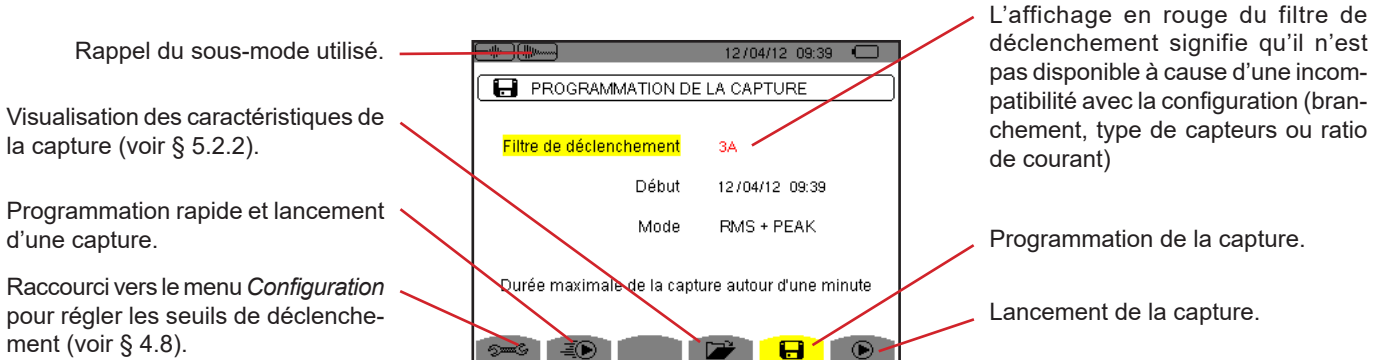 Rappel du sous-mode utilisé.
Visualisation des caractéristiques de
la capture (voir § 5.2.2).
Programmation rapide et lancement
d'une capture.
Raccourci vers le menu Configuration
pour régler les seuils de déclenche-
ment (voir § 4.8).
12/04/12 09:39
PROGRAMMATION DE LA CAPTURE
Filtre de déclenchement 3A
Début 12/04/12 09:39
Mode RMS + PEAK
Durée maximale de la capture autour d'une minute
L'affichage en rouge du filtre de
déclenchement signifie qu'il n'est
pas disponible à cause d'une incom-
patibilité avec la configuration (bran-
chement, type de capteurs ou ratio
de courant)
Programmation de la capture.
Lancement de la capture.